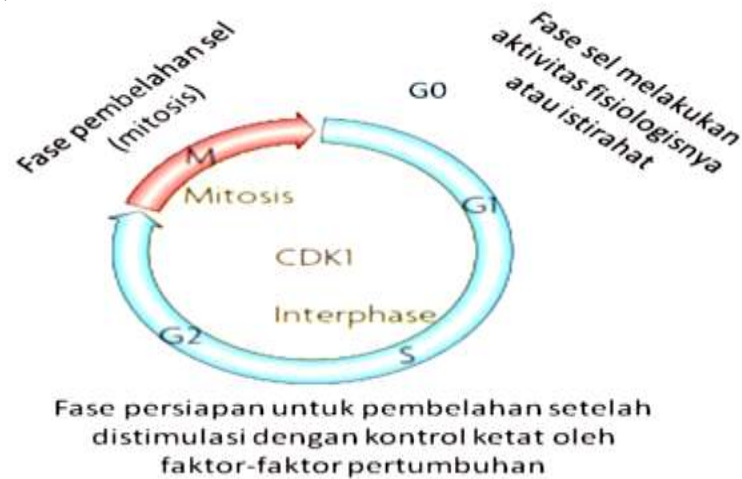 Fase pembelahan sel
(mitosis)
G0
Fase sel melakukan
aktivitas fisiologisnya
atau istirahat
M
Mitosis
G1
CDK1
Interphase
G2
S
Fase persiapan untuk pembelahan setelah
distimulasi dengan kontrol ketat oleh
faktor-faktor pertumbuhan